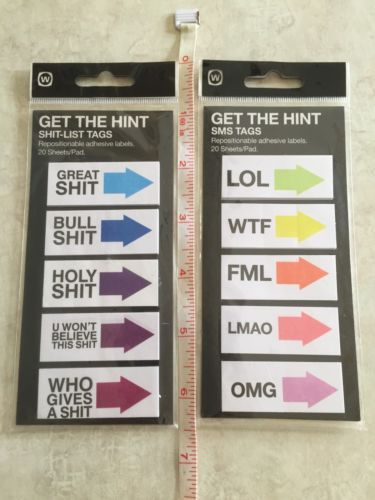 W
GET THE HINT
SHIT-LIST TAGS
Repositionable adhesive labels.
20 Sheets/Pad.
GREAT
SHIT
BULL
SHIT
HOLY
SHIT
U WON'T
BELIEVE
THIS SHIT
WHO
GIVES
A SHIT
0
1
2
3
4
5
6
7
W
GET THE HINT
SMS TAGS
Repositionable adhesive labels.
20 Sheets/Pad.
LOL
WTF
FML
LMAO
OMG